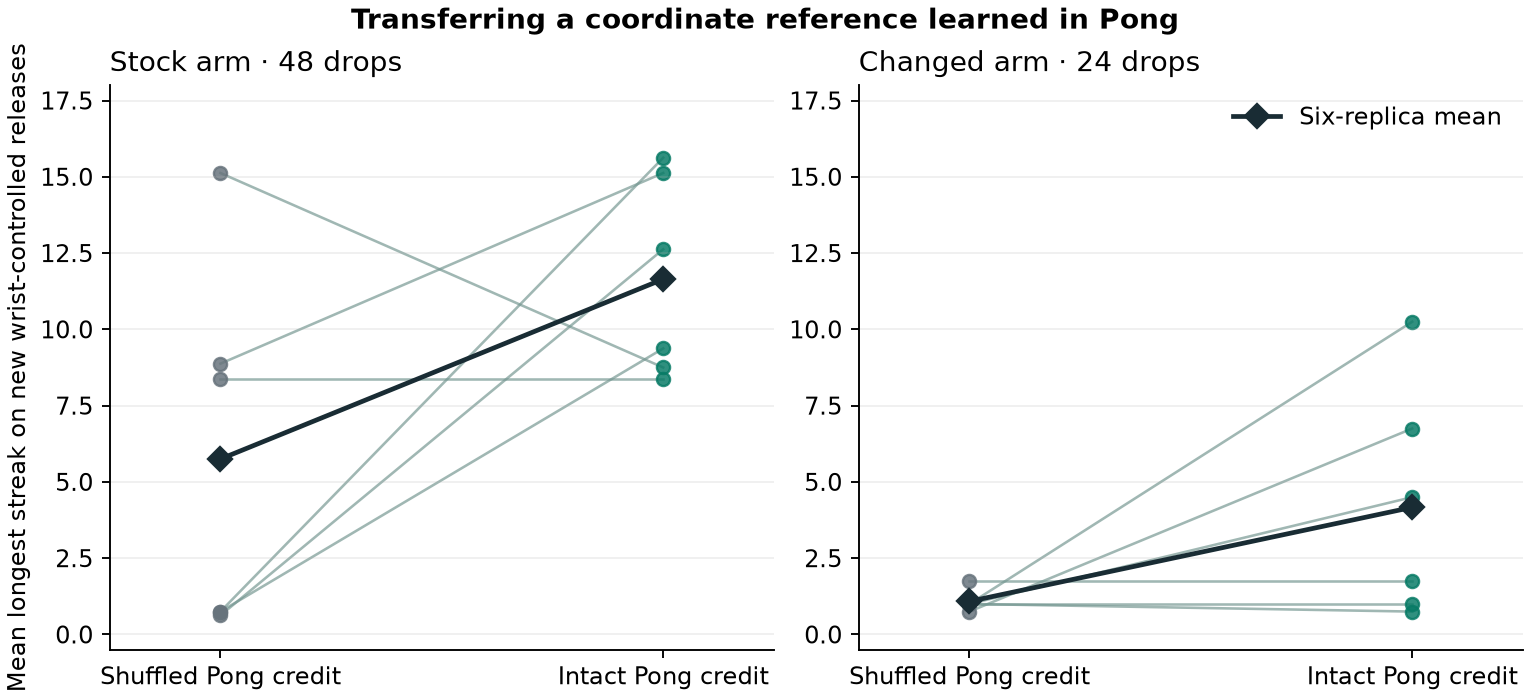 Transferring a coordinate reference learned in Pong
Stock arm · 48 drops
Mean longest streak on new wrist-controlled releases
17.5
15.0
12.5
10.0
7.5
5.0
2.5
0.0
Shuffled Pong credit
Intact Pong credit
Changed arm · 24 drops
Six-replica mean
17.5
15.0
12.5
10.0
7.5
5.0
2.5
0.0
Shuffled Pong credit
Intact Pong credit